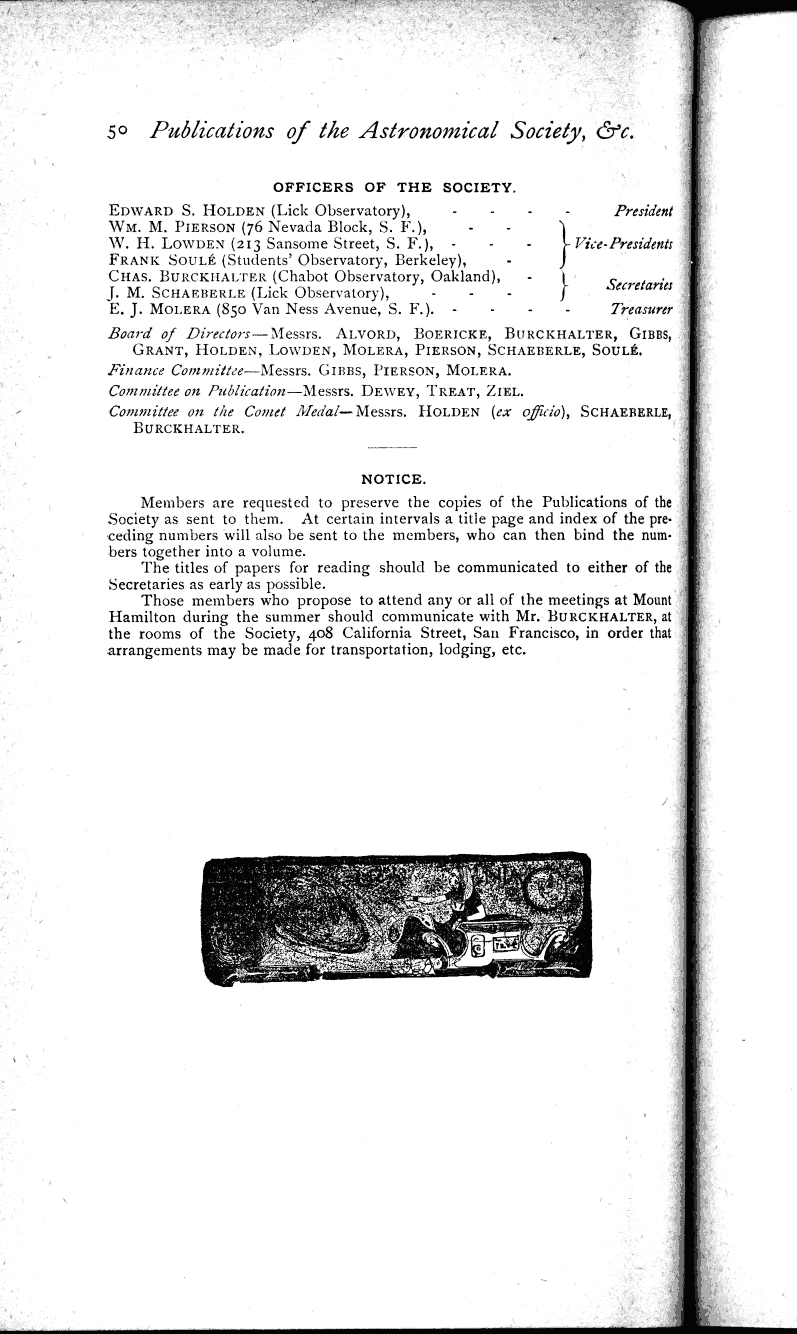 50 Publications of the Astronomical Society, &c.
OFFICERS OF THE SOCIETY.
EDWARD S. HOLDEN (Lick Observatory), - - - - President
WM. M. PIERSON (76 Nevada Block, S. F.), - -
W. H. LOWDEN (213 Sansome Street, S. F.), - - - Vice-Presidents
FRANK SOULÉ (Students' Observatory, Berkeley), -
CHAS. BURCKHALTER (Chabot Observatory, Oakland), -
J. M. SCHAEBERLE (Lick Observatory), - - - Secretaries
E. J. MOLERA (850 Van Ness Avenue, S. F.). - - - - Treasurer
Board of Directors—Messrs. ALVORD, BOERICKE, BURCKHALTER, GIBBS,
GRANT, HOLDEN, LOWDEN, MOLERA, PIERSON, SCHAEBERLE, SOULÉ.
Finance Committee—Messrs. GIBBS, PIERSON, MOLERA.
Committee on Publication—Messrs. DEWEY, TREAT, ZIEL.
Committee on the Comet Medal—Messrs. HOLDEN (ex officio), SCHAEBERLE,
BURCKHALTER.
NOTICE.
Members are requested to preserve the copies of the Publications of the
Society as sent to them. At certain intervals a title page and index of the pre-
ceding numbers will also be sent to the members, who can then bind the num-
bers together into a volume.
The titles of papers for reading should be communicated to either of the
Secretaries as early as possible.
Those members who propose to attend any or all of the meetings at Mount
Hamilton during the summer should communicate with Mr. BURCKHALTER, at
the rooms of the Society, 408 California Street, San Francisco, in order that
arrangements may be made for transportation, lodging, etc.